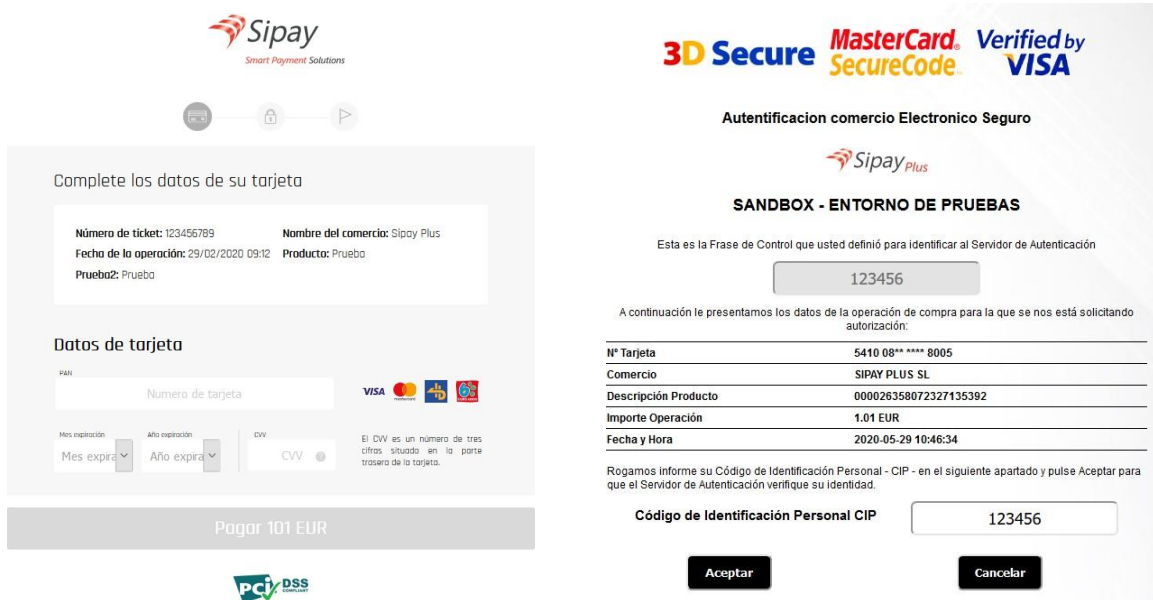 Sipay
Smart Payment Solutions
Complete los datos de su tarjeta
Número de ticket: 123456789 Nombre del comercio: Sipay Plus
Fecha de la operación: 29/02/2020 09:12 Producto: Prueba
Prueba2: Prueba
Datos de tarjeta
PAN
Numero de tarjeta
VISA mastercard
Mes expiración Año expiración CVV
Mes expira Año expira CVV ?
El CVV es un número de tres
cifras situado en la parte
trasera de la tarjeta.
Pagar 101 EUR
PCI DSS
COMPLIANT
3D Secure MasterCard. SecureCode. Verified by VISA
Autentificacion comercio Electronico Seguro
Sipay Plus
SANDBOX - ENTORNO DE PRUEBAS
Esta es la Frase de Control que usted definió para identificar al Servidor de Autenticación
123456
A continuación le presentamos los datos de la operación de compra para la que se nos está solicitando
autorización:
Nº Tarjeta 5410 08** **** 8005
Comercio SIPAY PLUS SL
Descripción Producto 000026358072327135392
Importe Operación 1.01 EUR
Fecha y Hora 2020-05-29 10:46:34
Rogamos informe su Código de Identificación Personal - CIP - en el siguiente apartado y pulse Aceptar para
que el Servidor de Autenticación verifique su identidad.
Código de Identificación Personal CIP 123456
Aceptar Cancelar